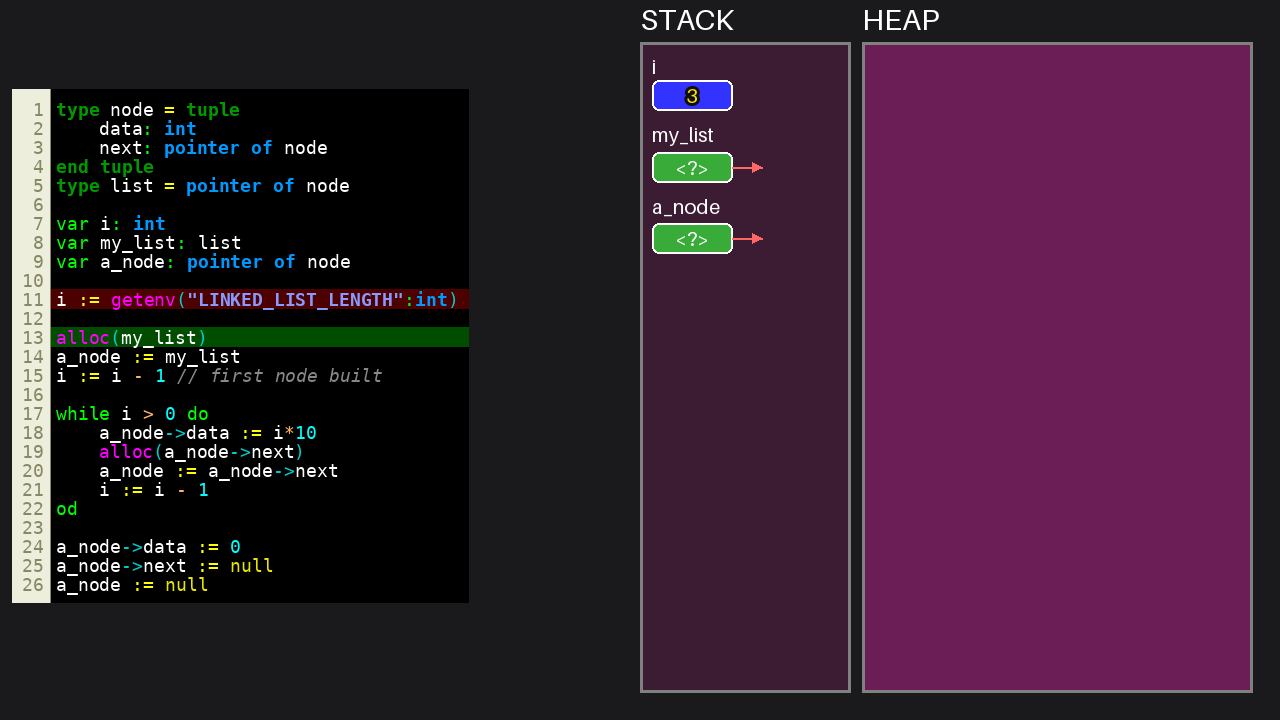 STACK
HEAP
i
3
my_list
<?>
a_node
<?>
1 type node = tuple
2     data: int
3     next: pointer of node
4 end tuple
5 type list = pointer of node
6
7 var i: int
8 var my_list: list
9 var a_node: pointer of node
10
11 i := getenv("LINKED_LIST_LENGTH":int)
12
13 alloc(my_list)
14 a_node := my_list
15 i := i - 1 // first node built
16
17 while i > 0 do
18     a_node->data := i*10
19     alloc(a_node->next)
20     a_node := a_node->next
21     i := i - 1
22 od
23
24 a_node->data := 0
25 a_node->next := null
26 a_node := null